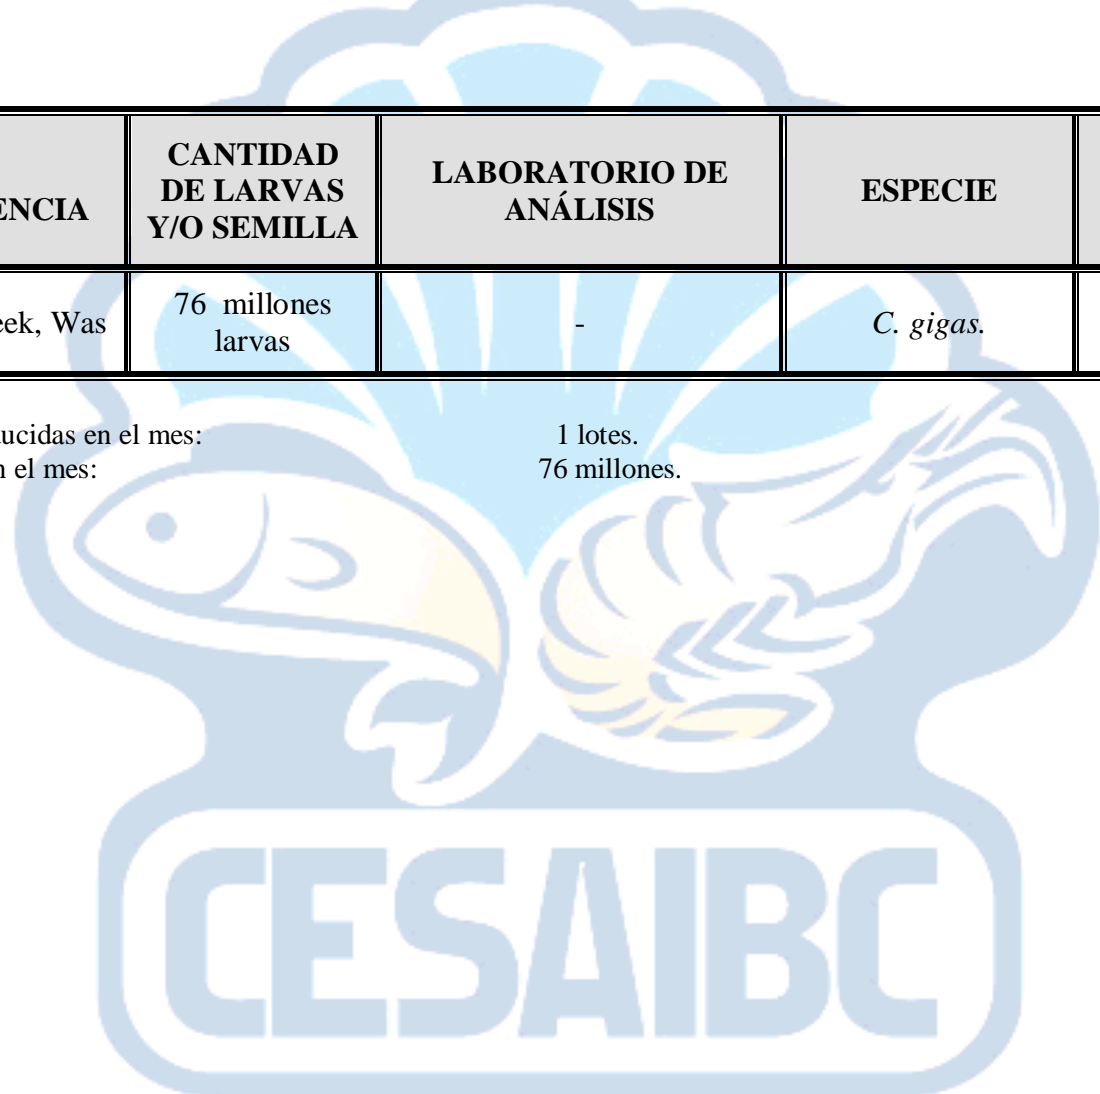 CANTIDAD
DE LARVAS
Y/O SEMILLA
LABORATORIO DE
ANÁLISIS
ESPECIE
ENCIA
76 millones
larvas
eek, Was
-
C. gigas.
ucidas en el mes: 1 lotes.
n el mes: 76 millones.
CESAIBC